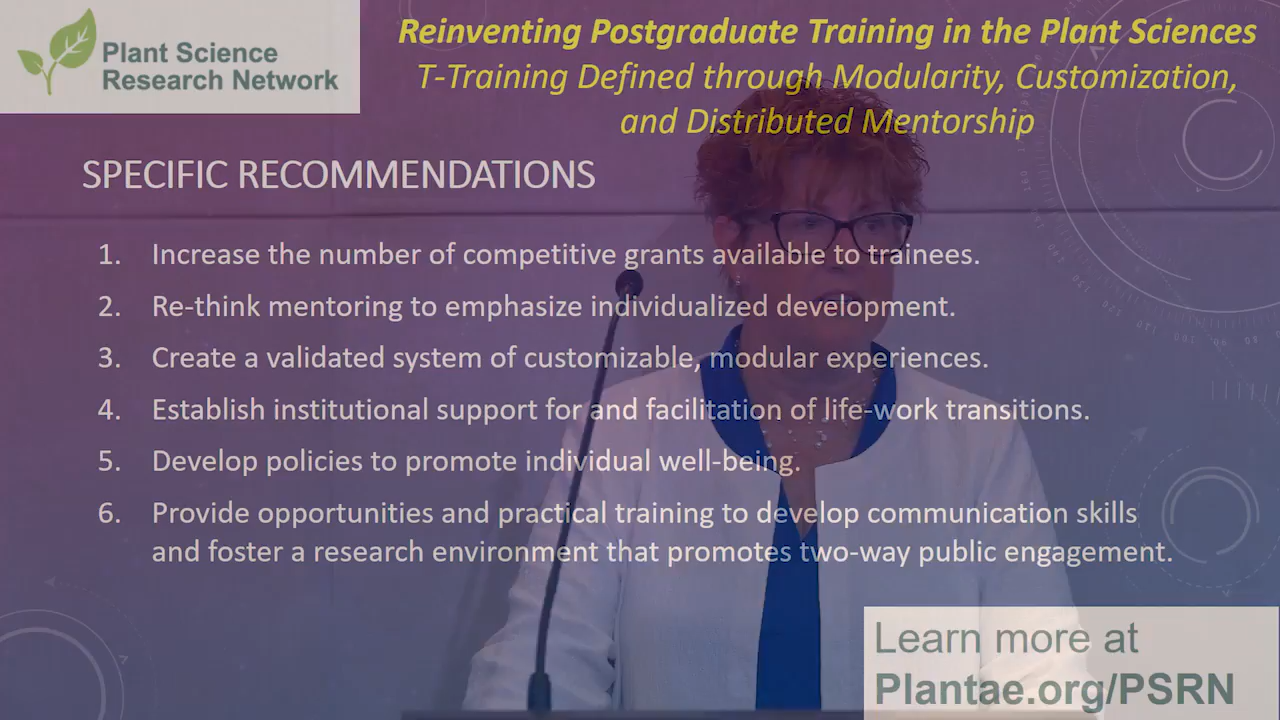 Plant Science
Research Network
Reinventing Postgraduate Training in the Plant Sciences
T-Training Defined through Modularity, Customization,
and Distributed Mentorship
SPECIFIC RECOMMENDATIONS
1. Increase the number of competitive grants available to trainees.
2. Re-think mentoring to emphasize individualized development.
3. Create a validated system of customizable, modular experiences.
4. Establish institutional support for and facilitation of life-work transitions.
5. Develop policies to promote individual well-being.
6. Provide opportunities and practical training to develop communication skills
and foster a research environment that promotes two-way public engagement.
Learn more at
Plantae.org/PSRN